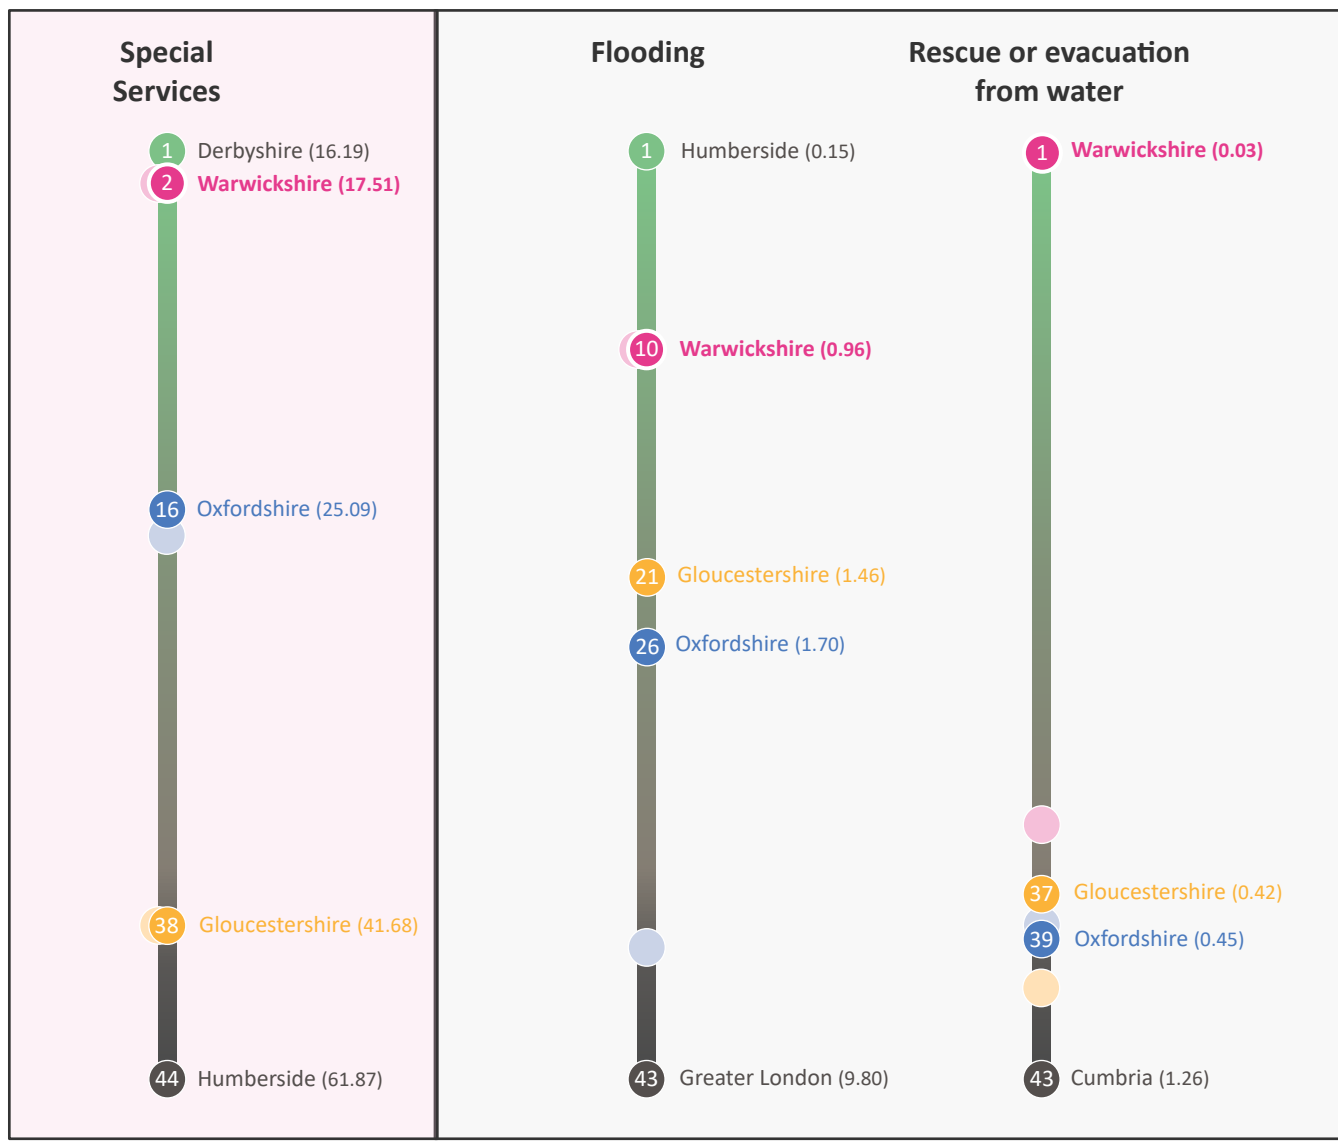 Special
Services
1 Derbyshire (16.19)
2 Warwickshire (17.51)
16 Oxfordshire (25.09)
38 Gloucestershire (41.68)
44 Humberside (61.87)
Flooding
1 Humberside (0.15)
10 Warwickshire (0.96)
21 Gloucestershire (1.46)
26 Oxfordshire (1.70)
43 Greater London (9.80)
Rescue or evacuation
from water
1 Warwickshire (0.03)
37 Gloucestershire (0.42)
39 Oxfordshire (0.45)
43 Cumbria (1.26)